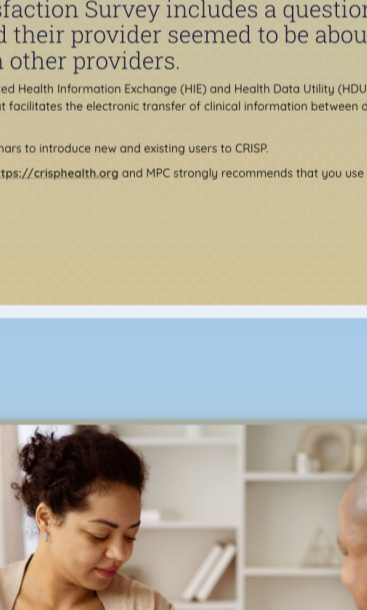 sfaction Survey includes a question
d their provider seemed to be abou
n other providers.
ed Health Information Exchange (HIE) and Health Data Utility (HDU
t facilitates the electronic transfer of clinical information between d
nars to introduce new and existing users to CRISP.
tps://crisphealth.org and MPC strongly recommends that you use